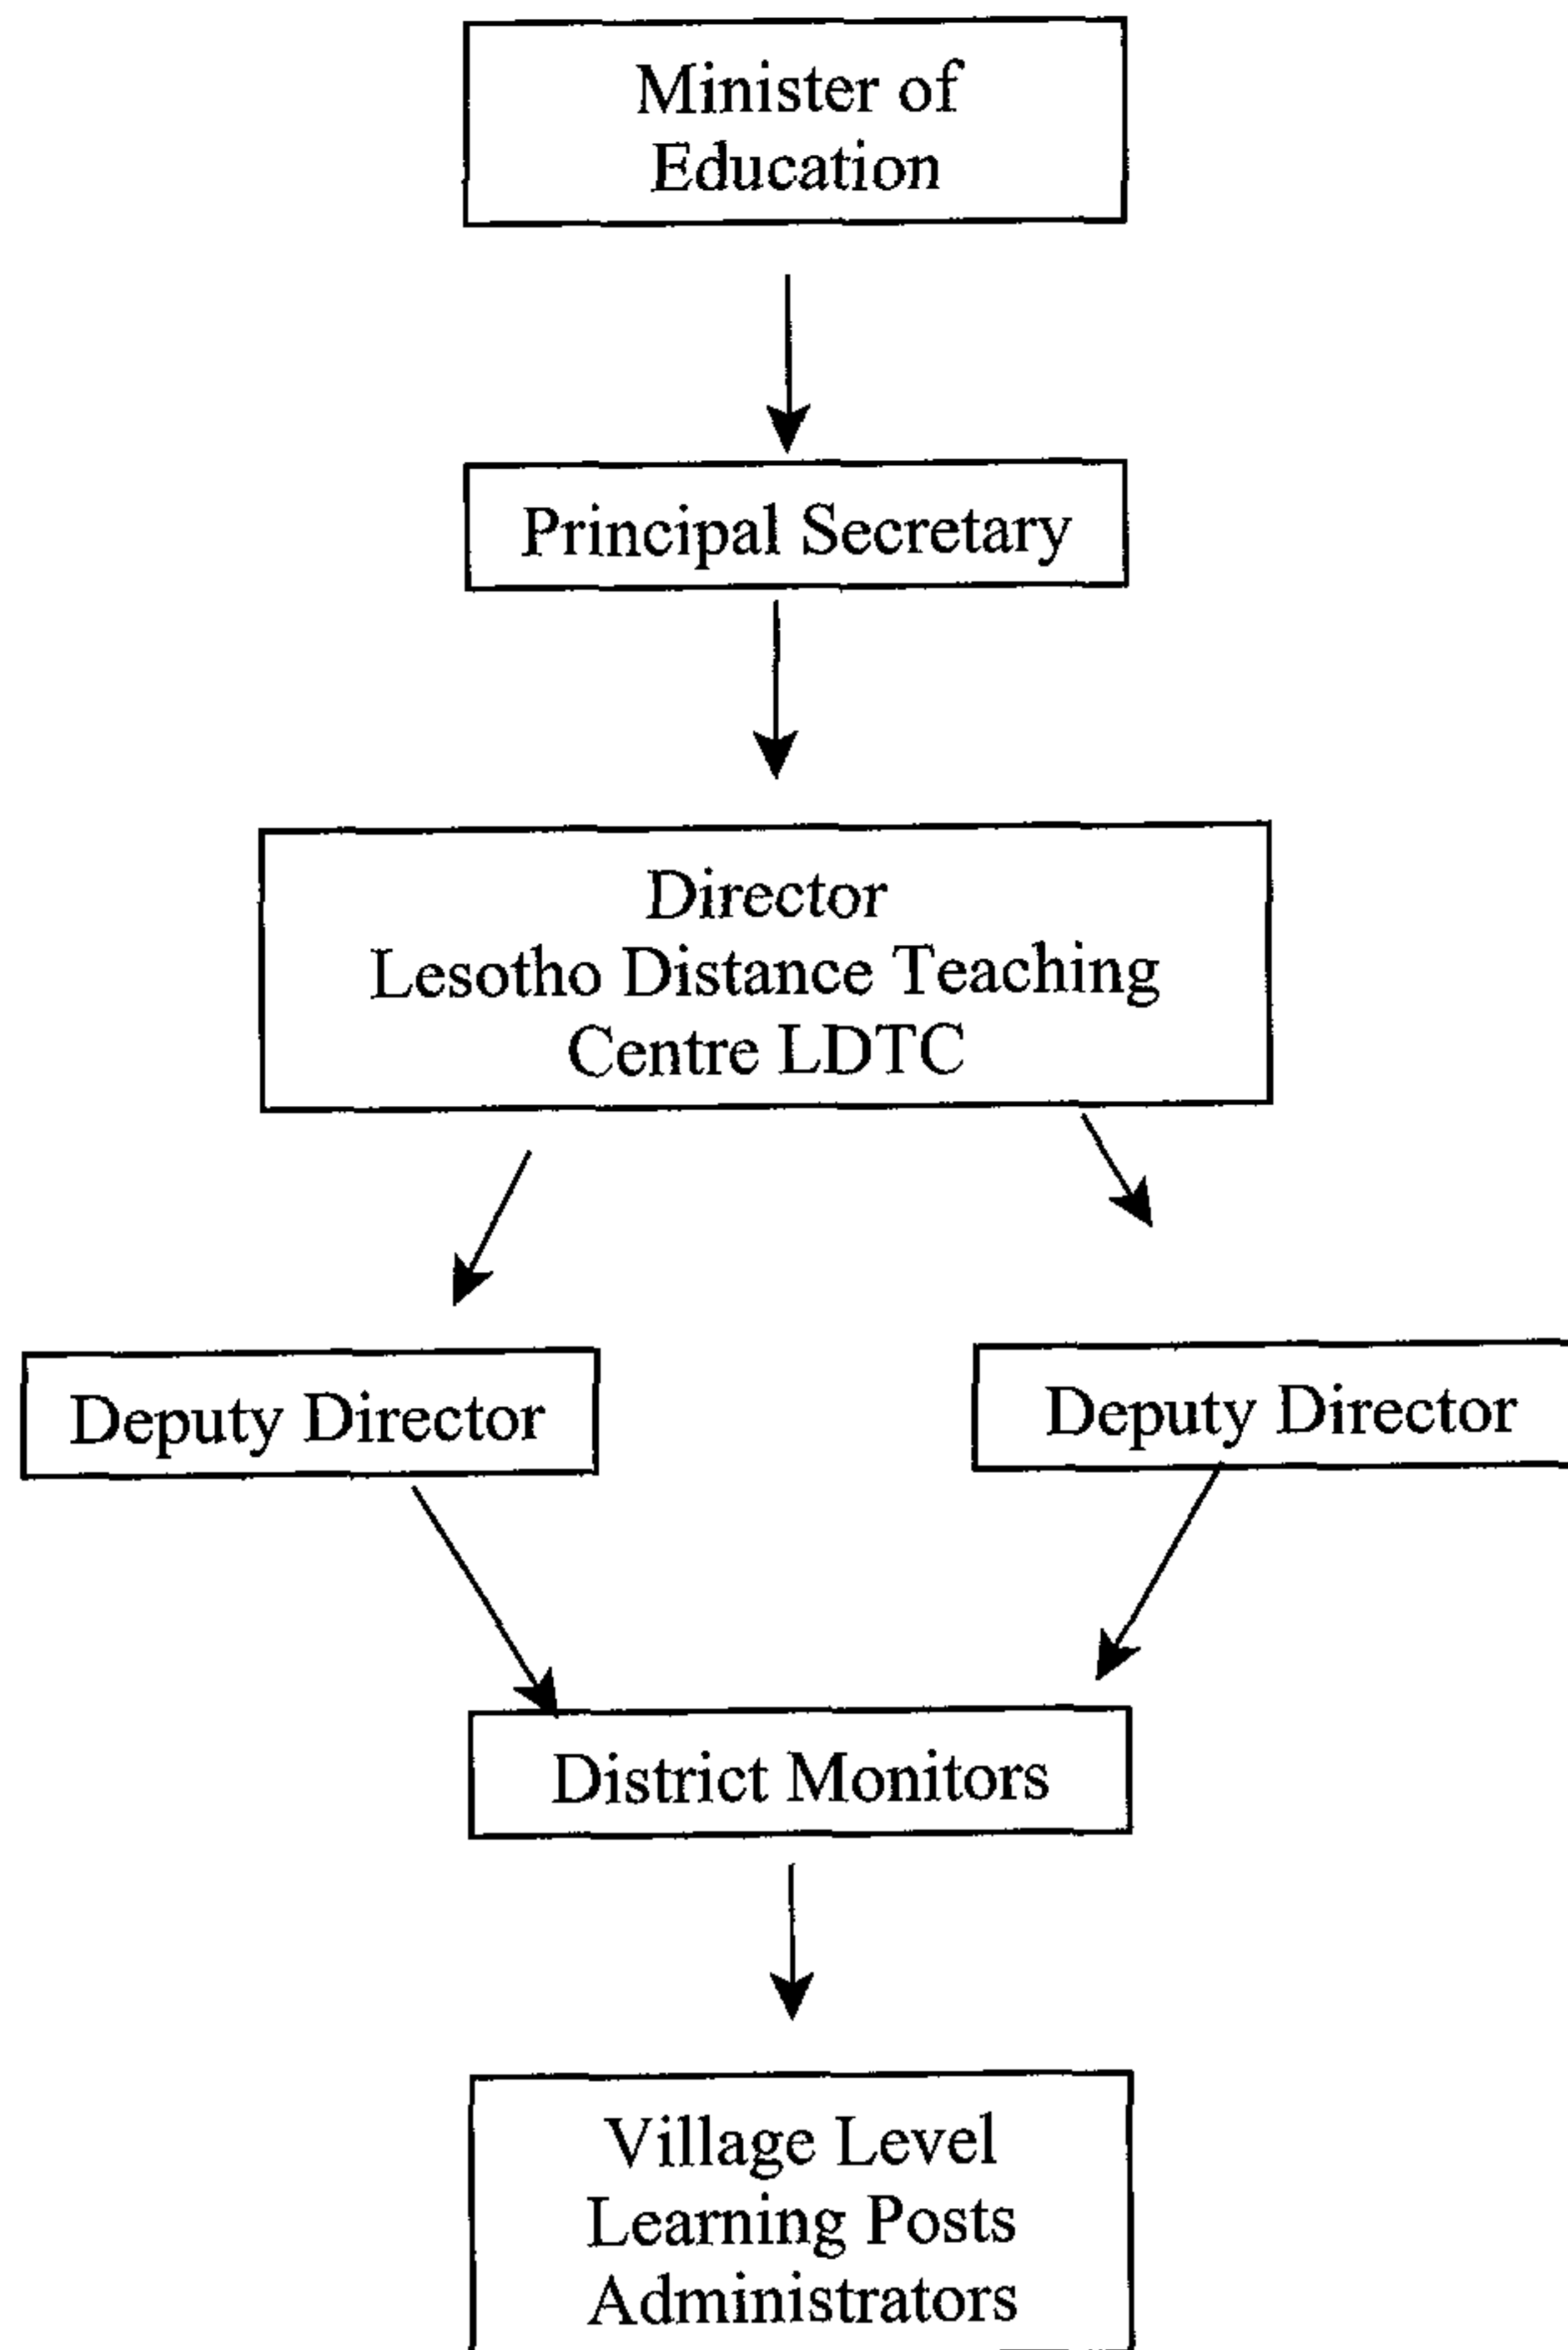 Minister of
Education
Principal Secretary
Director
Lesotho Distance Teaching
Centre LDTC
Deputy Director
Deputy Director
District Monitors
Village Level
Learning Posts
Administrators